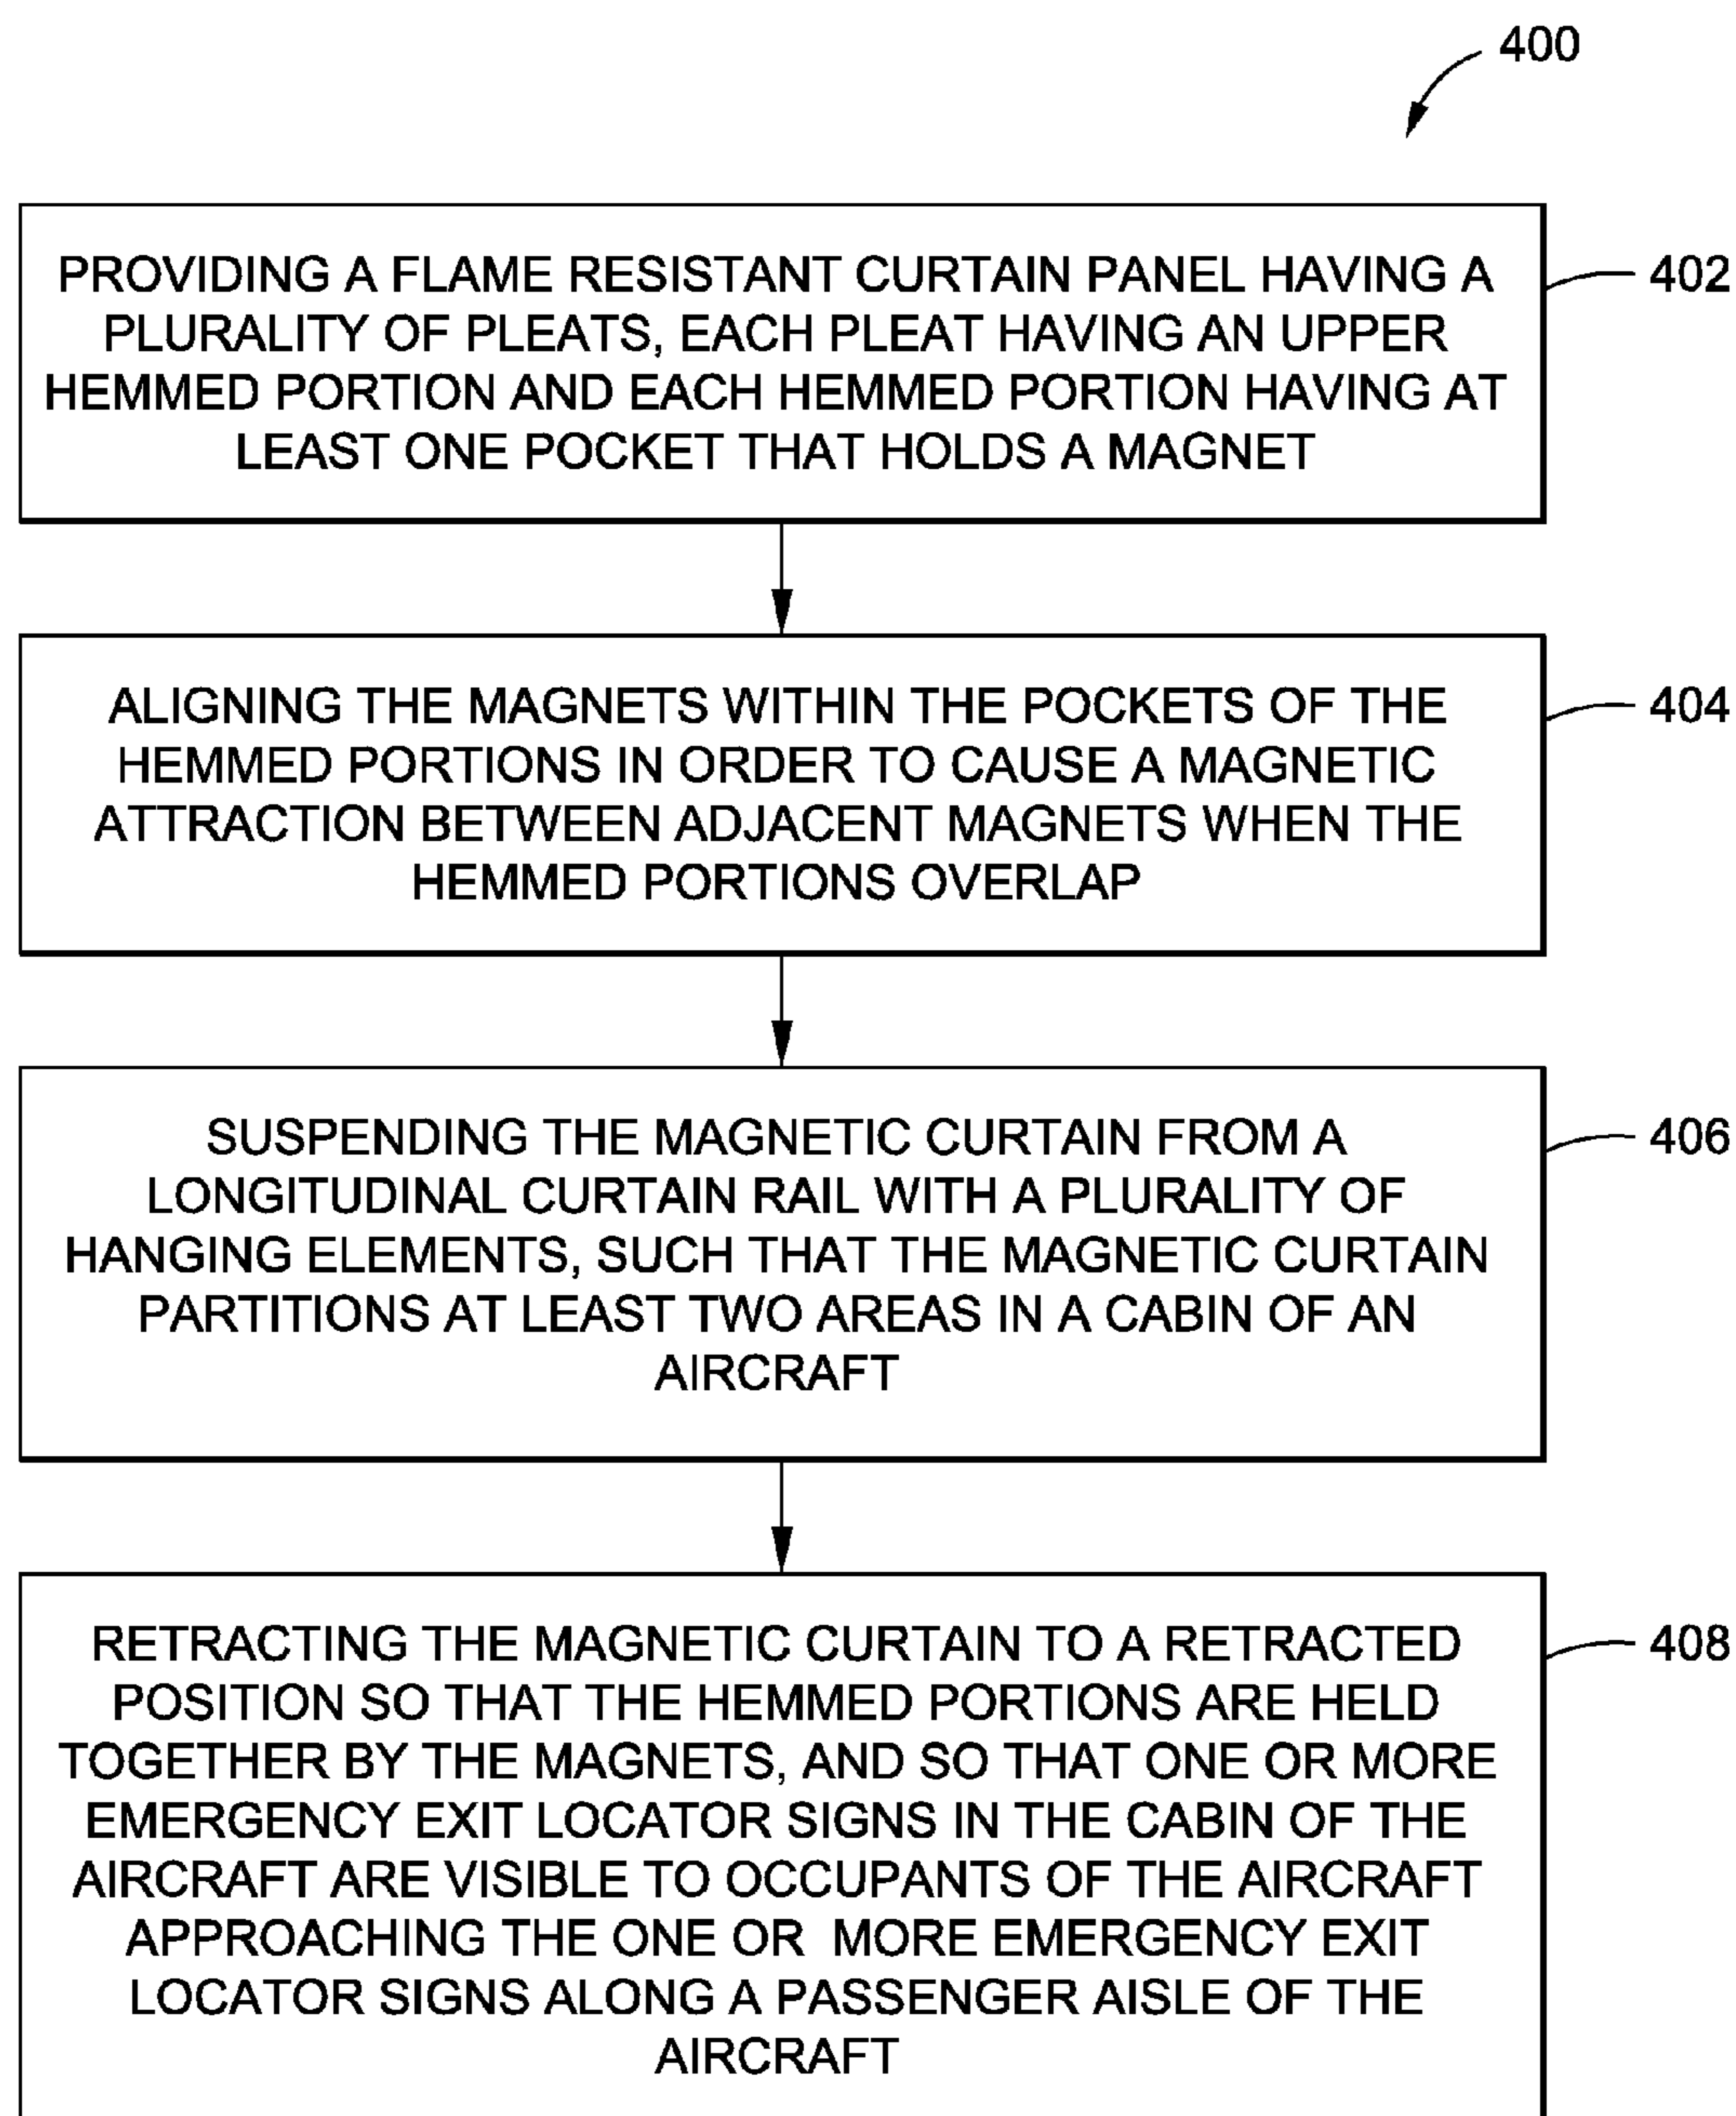 400
PROVIDING A FLAME RESISTANT CURTAIN PANEL HAVING A
PLURALITY OF PLEATS, EACH PLEAT HAVING AN UPPER
HEMMED PORTION AND EACH HEMMED PORTION HAVING AT
LEAST ONE POCKET THAT HOLDS A MAGNET
402
ALIGNING THE MAGNETS WITHIN THE POCKETS OF THE
HEMMED PORTIONS IN ORDER TO CAUSE A MAGNETIC
ATTRACTION BETWEEN ADJACENT MAGNETS WHEN THE
HEMMED PORTIONS OVERLAP
404
SUSPENDING THE MAGNETIC CURTAIN FROM A
LONGITUDINAL CURTAIN RAIL WITH A PLURALITY OF
HANGING ELEMENTS, SUCH THAT THE MAGNETIC CURTAIN
PARTITIONS AT LEAST TWO AREAS IN A CABIN OF AN
AIRCRAFT
406
RETRACTING THE MAGNETIC CURTAIN TO A RETRACTED
POSITION SO THAT THE HEMMED PORTIONS ARE HELD
TOGETHER BY THE MAGNETS, AND SO THAT ONE OR MORE
EMERGENCY EXIT LOCATOR SIGNS IN THE CABIN OF THE
AIRCRAFT ARE VISIBLE TO OCCUPANTS OF THE AIRCRAFT
APPROACHING THE ONE OR MORE EMERGENCY EXIT
LOCATOR SIGNS ALONG A PASSENGER AISLE OF THE
AIRCRAFT
408